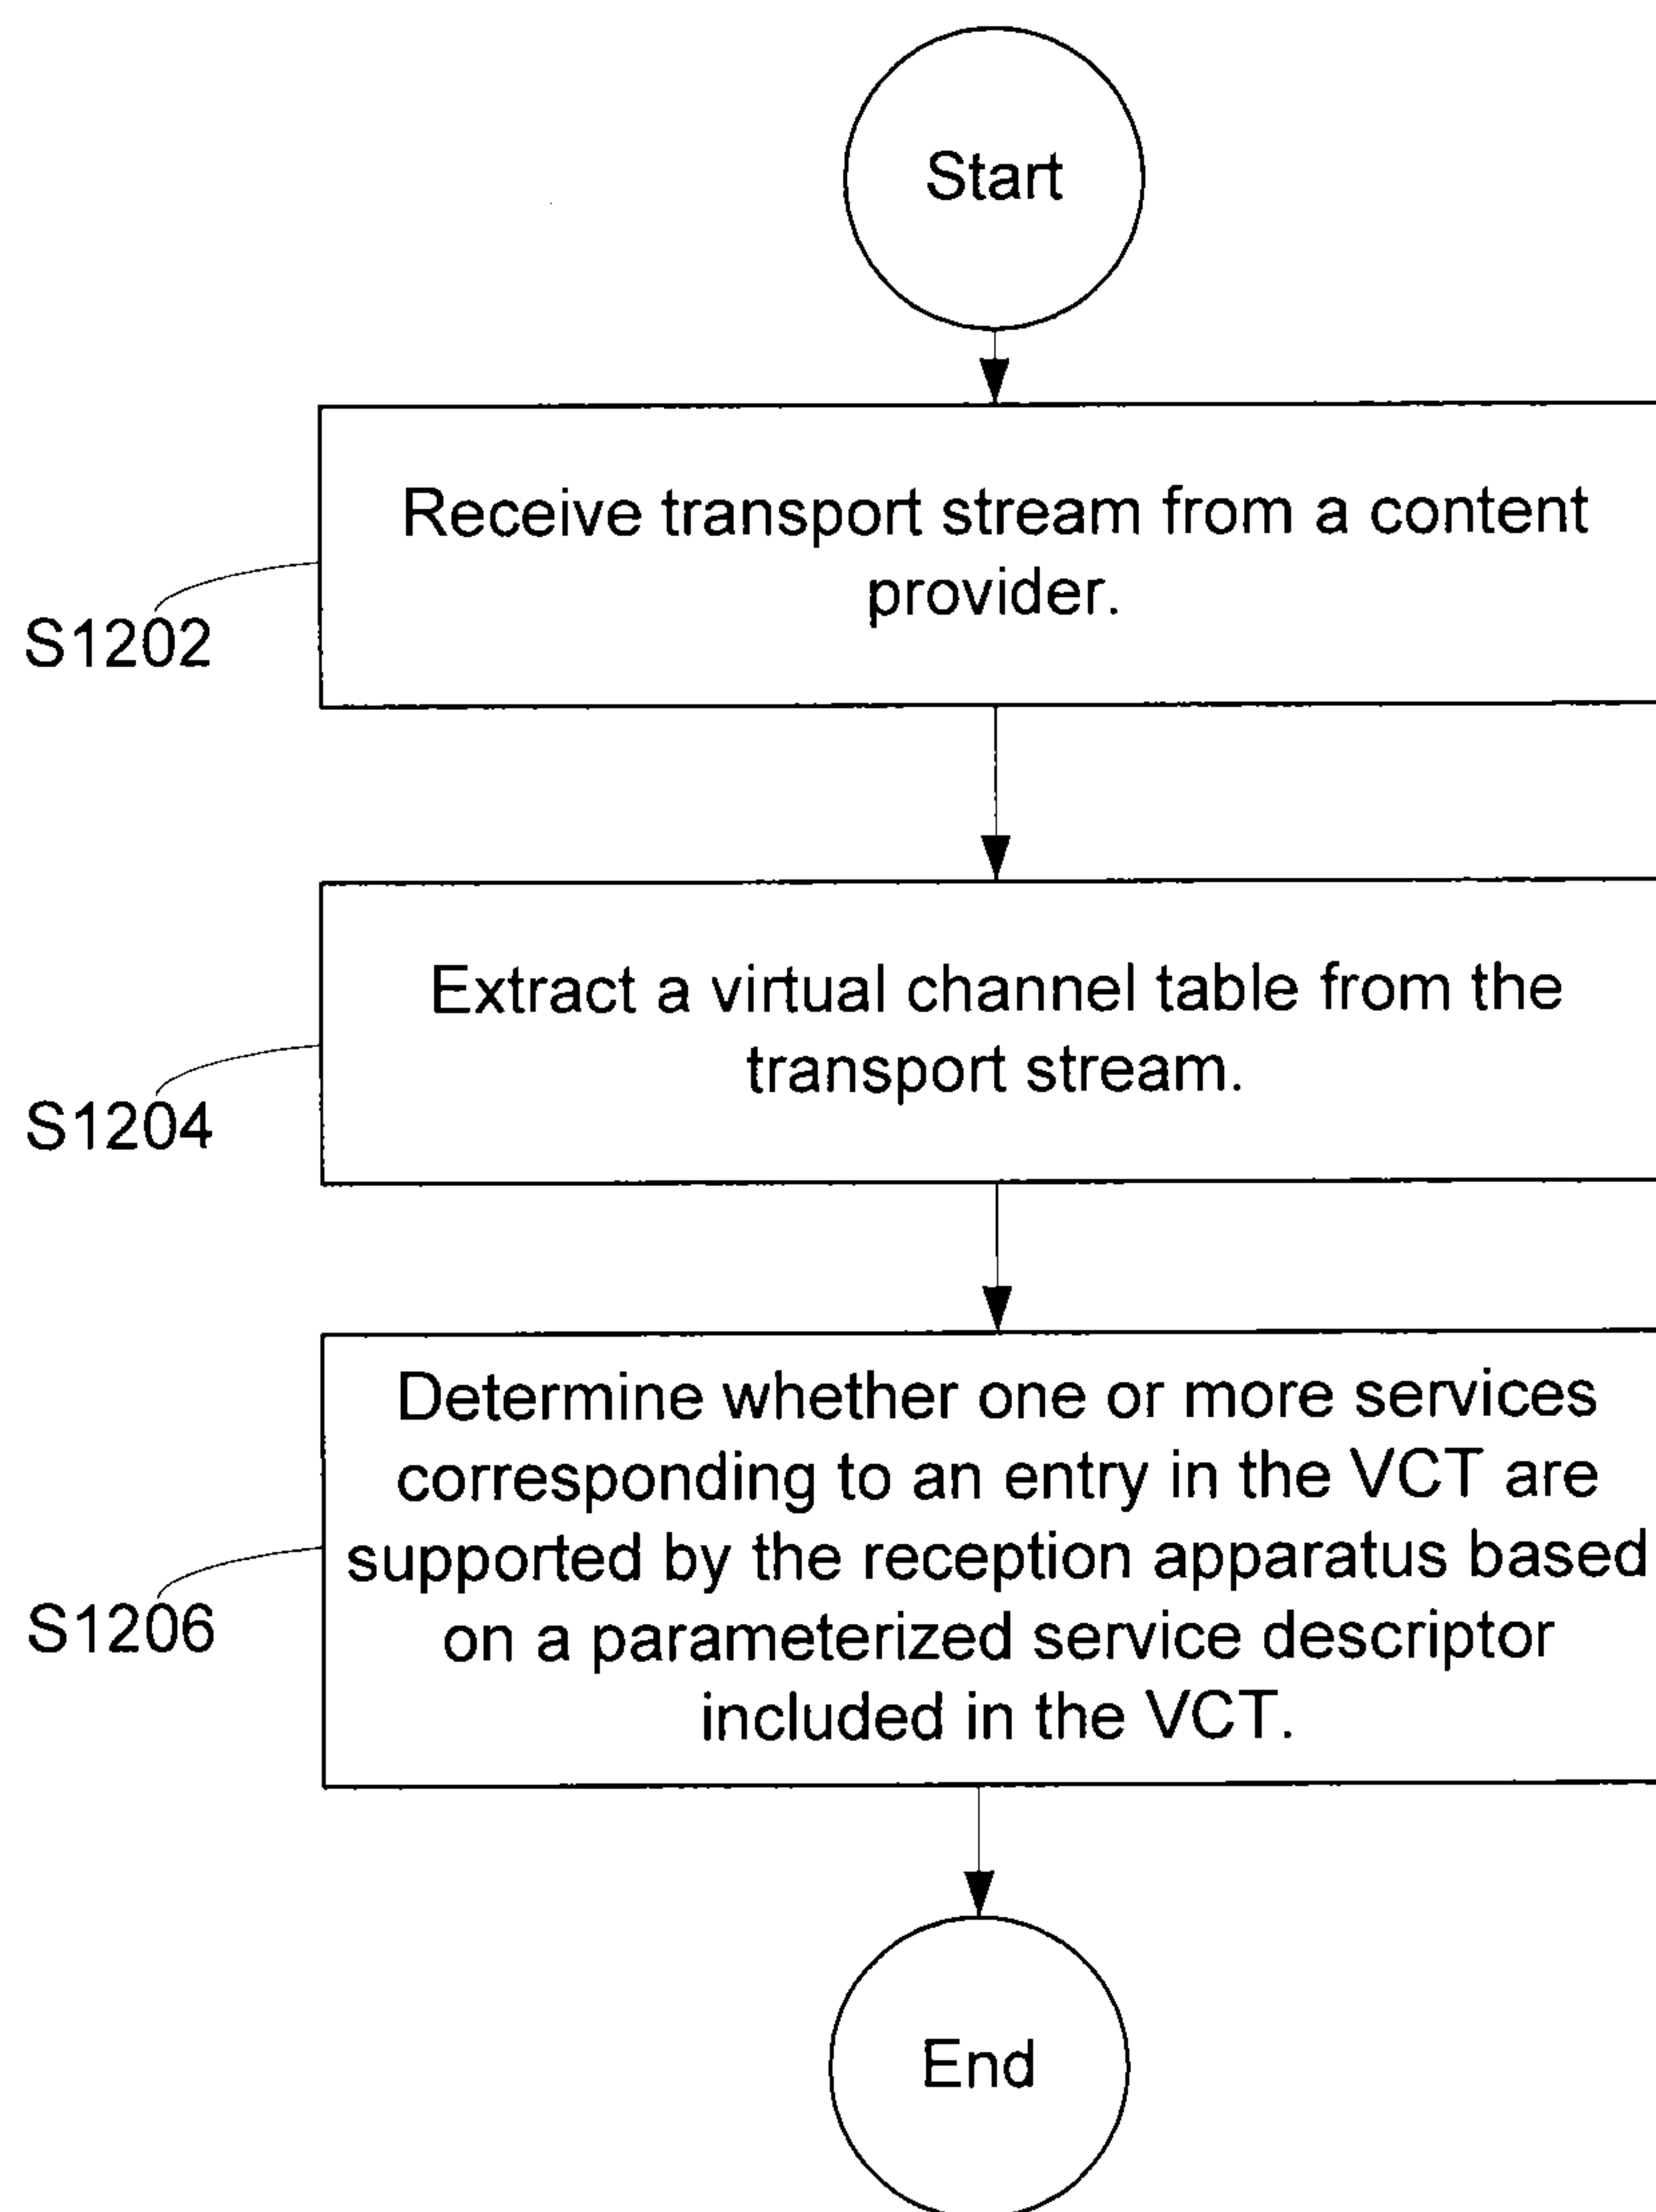 Start
Receive transport stream from a content
provider.
S1202
Extract a virtual channel table from the
transport stream.
S1204
Determine whether one or more services
corresponding to an entry in the VCT are
supported by the reception apparatus based
on a parameterized service descriptor
included in the VCT.
S1206
End